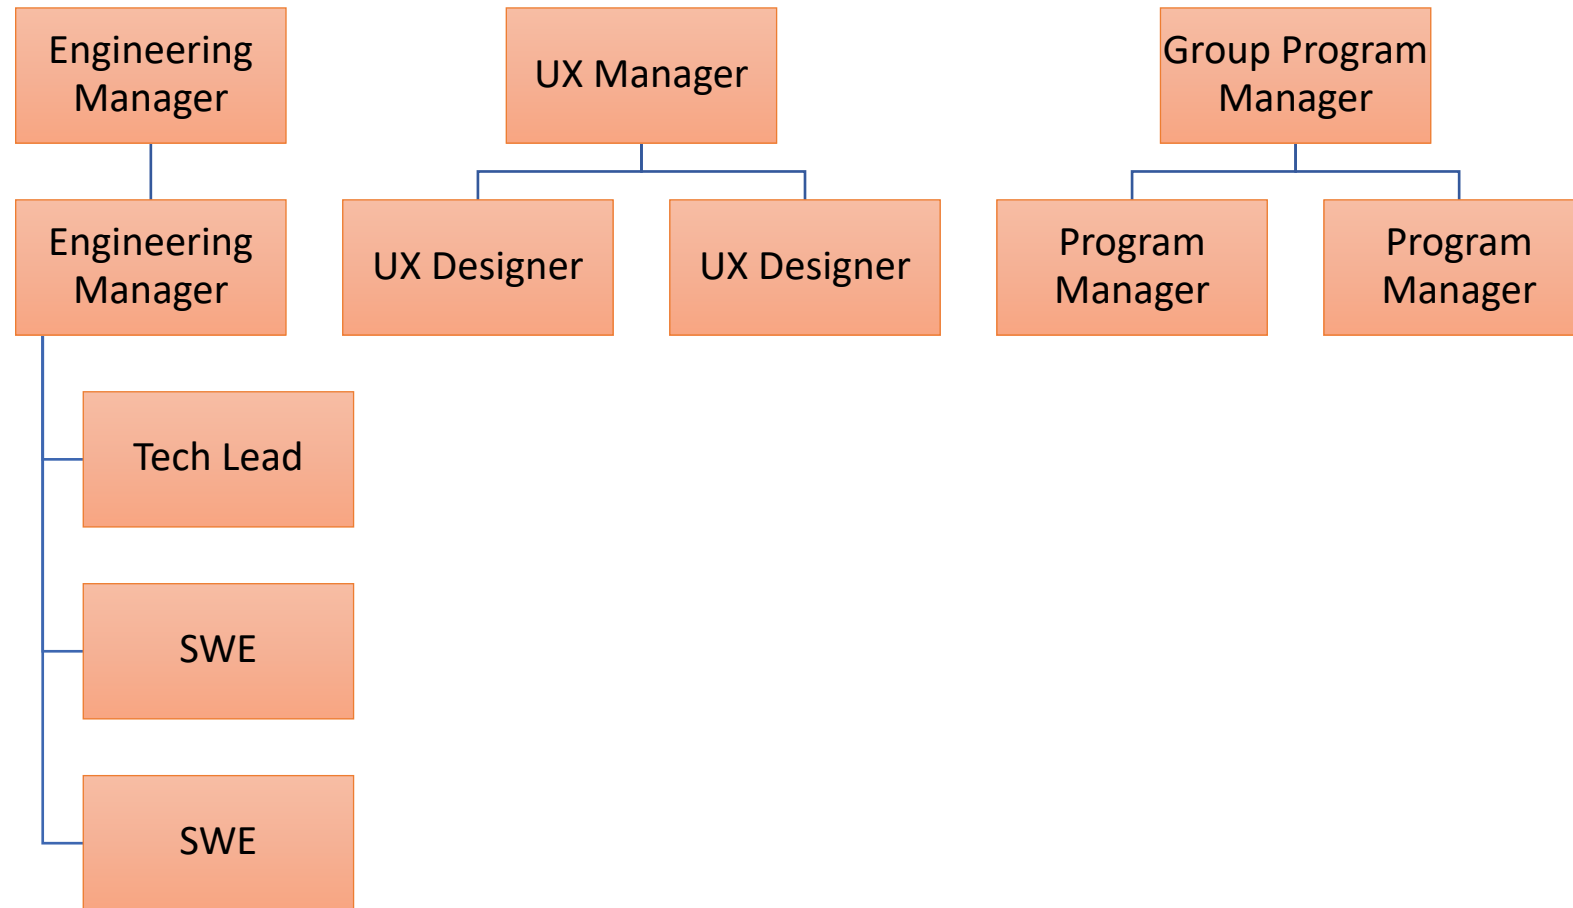 Engineering
Manager
UX Manager
Group Program
Manager
Engineering
Manager
UX Designer
UX Designer
Program
Manager
Program
Manager
Tech Lead
SWE
SWE